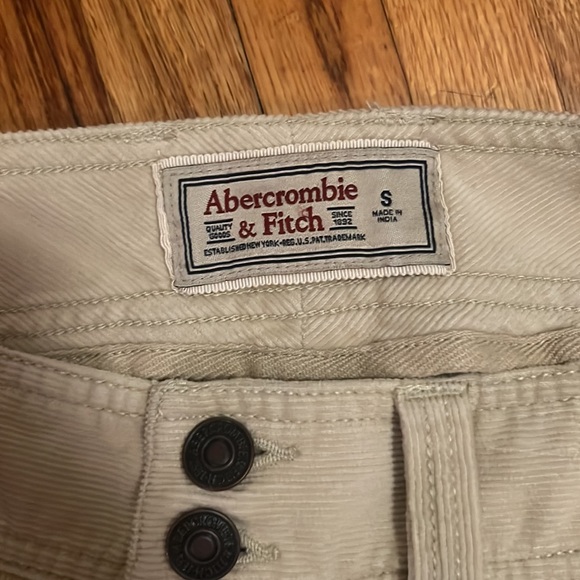 Abercrombie
& Fitch
QUALITY
GOODS
SINCE
1892
ESTABLISHED NEW YORK•REG.U.S.PAT.TRADEMARK
S
MADE IN
INDIA